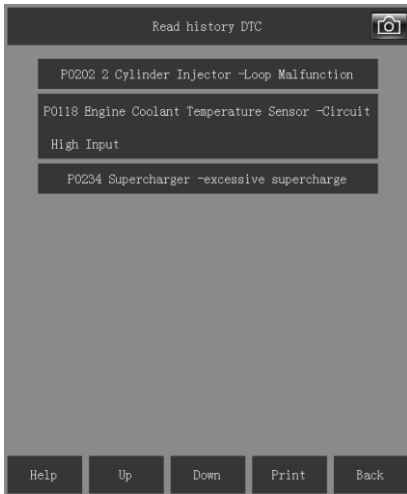 Read history DTC
P0202 2 Cylinder Injector -Loop Malfunction
P0118 Engine Coolant Temperature Sensor -Circuit
High Input
P0234 Supercharger -excessive supercharge
Help Up Down Print Back